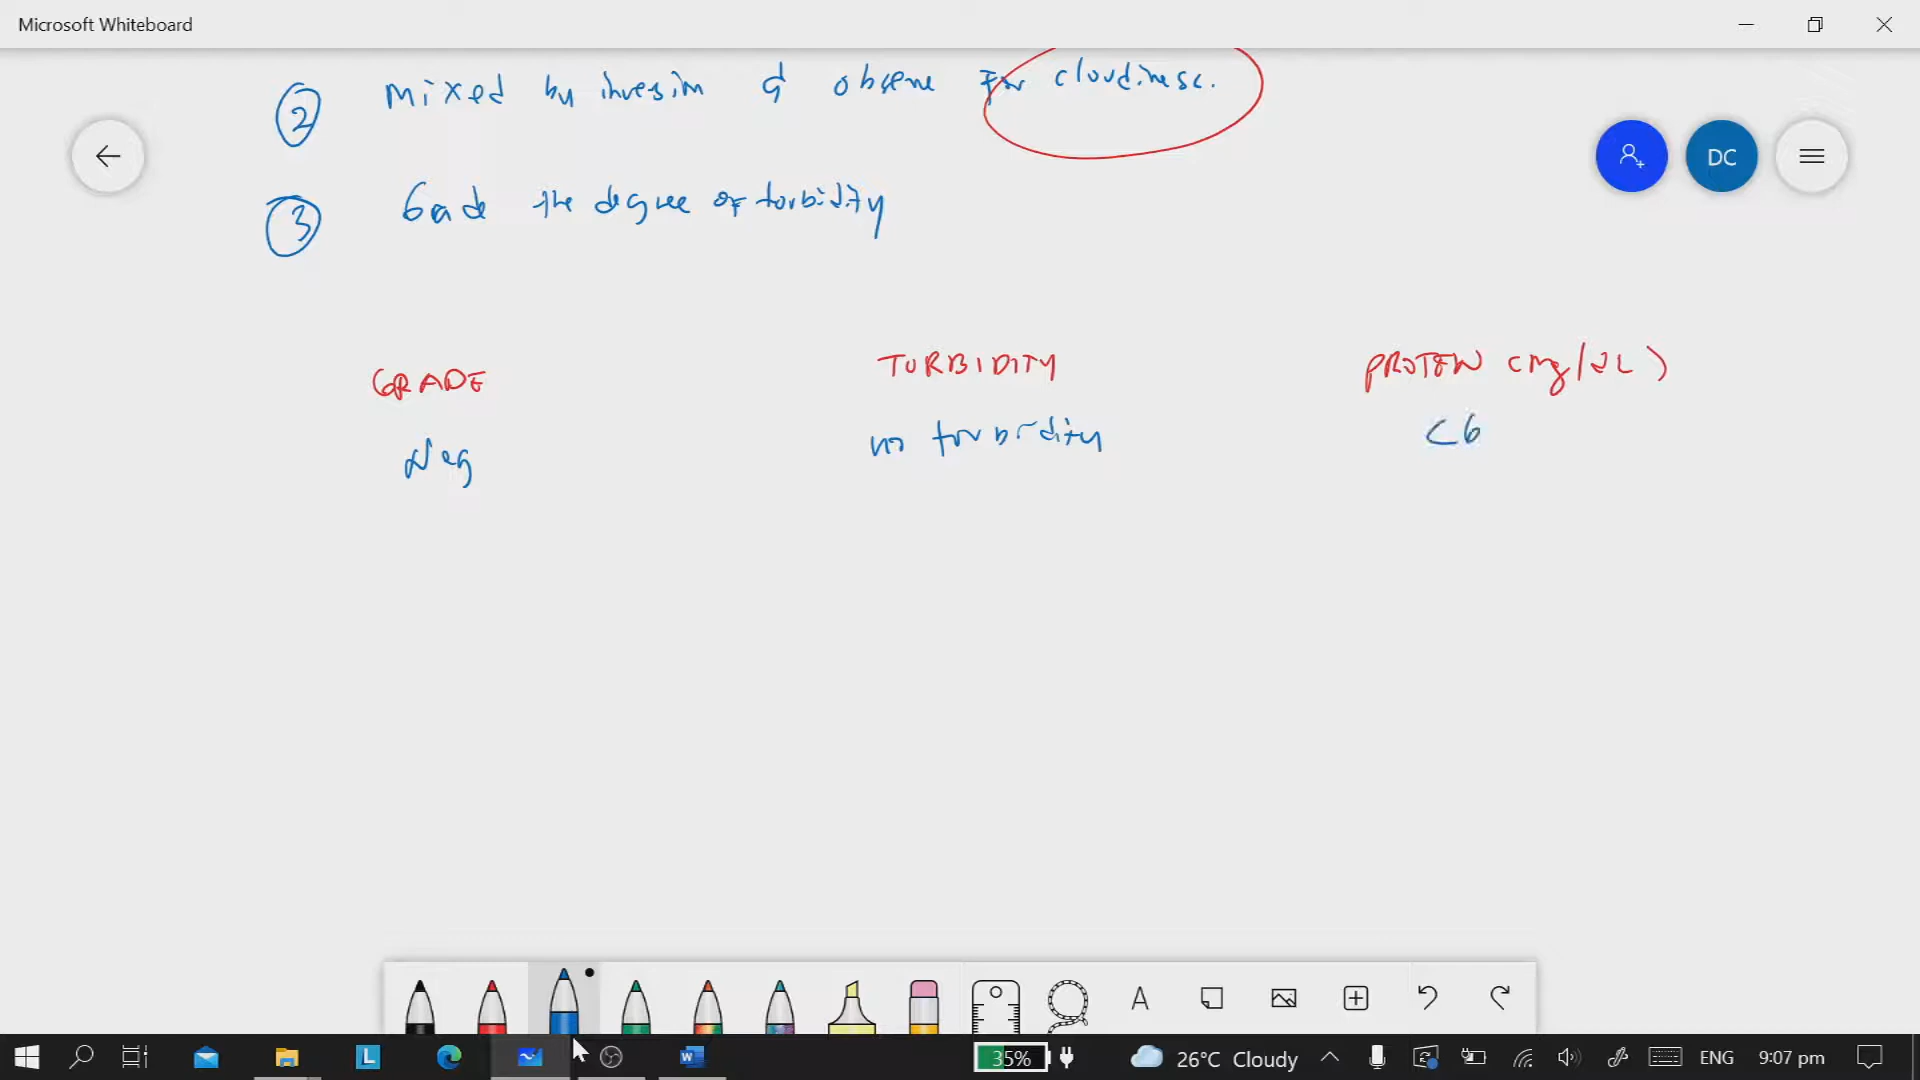 Microsoft Whiteboard
2 Mixed by inversim & observe for cloudiness.
3 Grade the degree of turbidity
DC
GRADE TURBIDITY PROTEIN (mg/dL)
Neg no turbidity <6
A
35% 26°C Cloudy ENG 9:07 pm